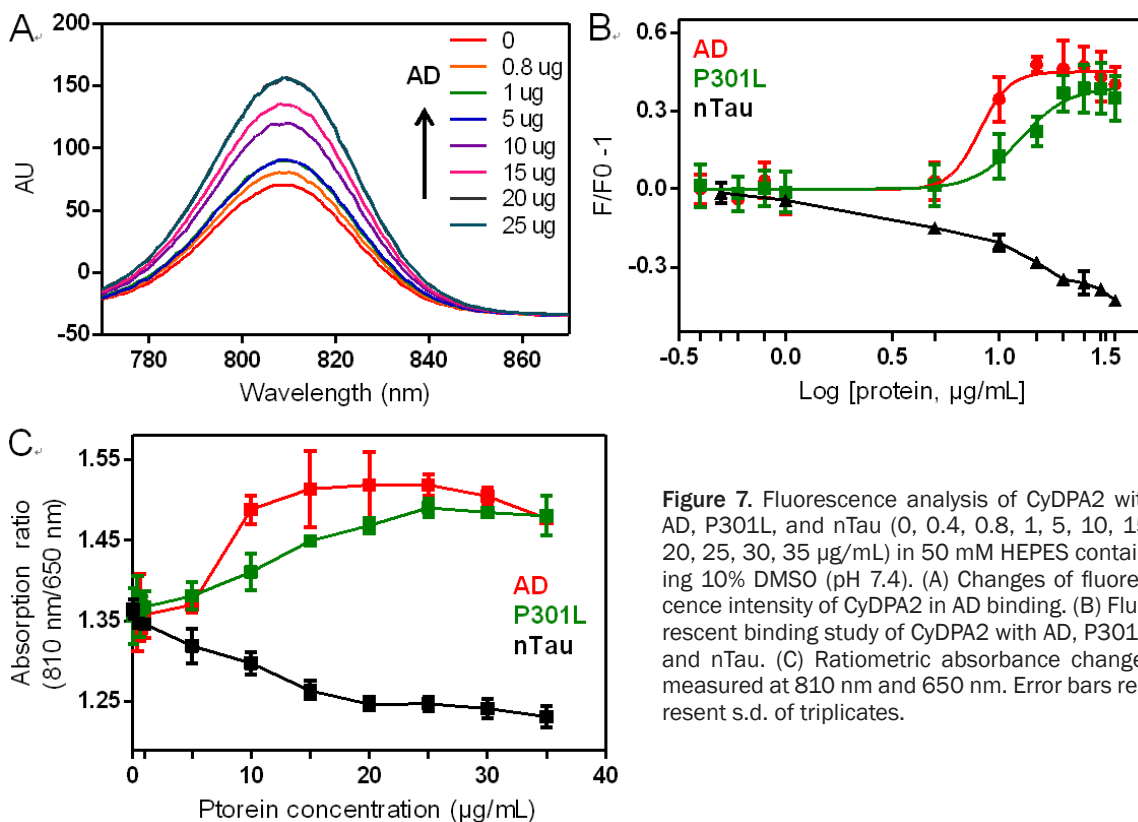 A
200
150
100
50
0
-50
AU
780 800 820 840 860
Wavelength (nm)
AD
0
0.8 ug
1 ug
5 ug
10 ug
15 ug
20 ug
25 ug
B
AD
P301L
nTau
0.6
0.3
0.0
-0.3
F/F0 -1
-0.5 0.0 0.5 1.0 1.5
Log [protein, µg/mL]
C
1.55
1.45
1.35
1.25
Absorption ratio
(810 nm/650 nm)
AD
P301L
nTau
0 10 20 30 40
Ptorein concentration (µg/mL)
Figure 7. Fluorescence analysis of CyDPA2 wit
AD, P301L, and nTau (0, 0.4, 0.8, 1, 5, 10, 15
20, 25, 30, 35 µg/mL) in 50 mM HEPES contai
ing 10% DMSO (pH 7.4). (A) Changes of fluore
cence intensity of CyDPA2 in AD binding. (B) Flu
rescent binding study of CyDPA2 with AD, P301
and nTau. (C) Ratiometric absorbance change
measured at 810 nm and 650 nm. Error bars re
resent s.d. of triplicates.